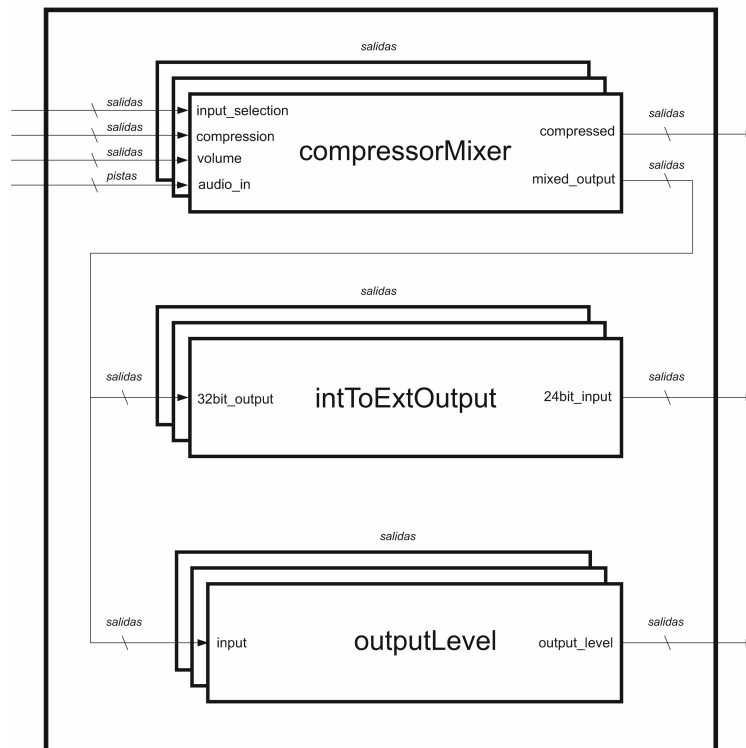 salidas
salidas
input_selection
salidas
compression
salidas
volume
pistas
audio_in
compressorMixer
compressed
salidas
mixed_output
salidas
salidas
salidas
32bit_output
intToExtOutput
24bit_input
salidas
salidas
salidas
input
outputLevel
output_level
salidas